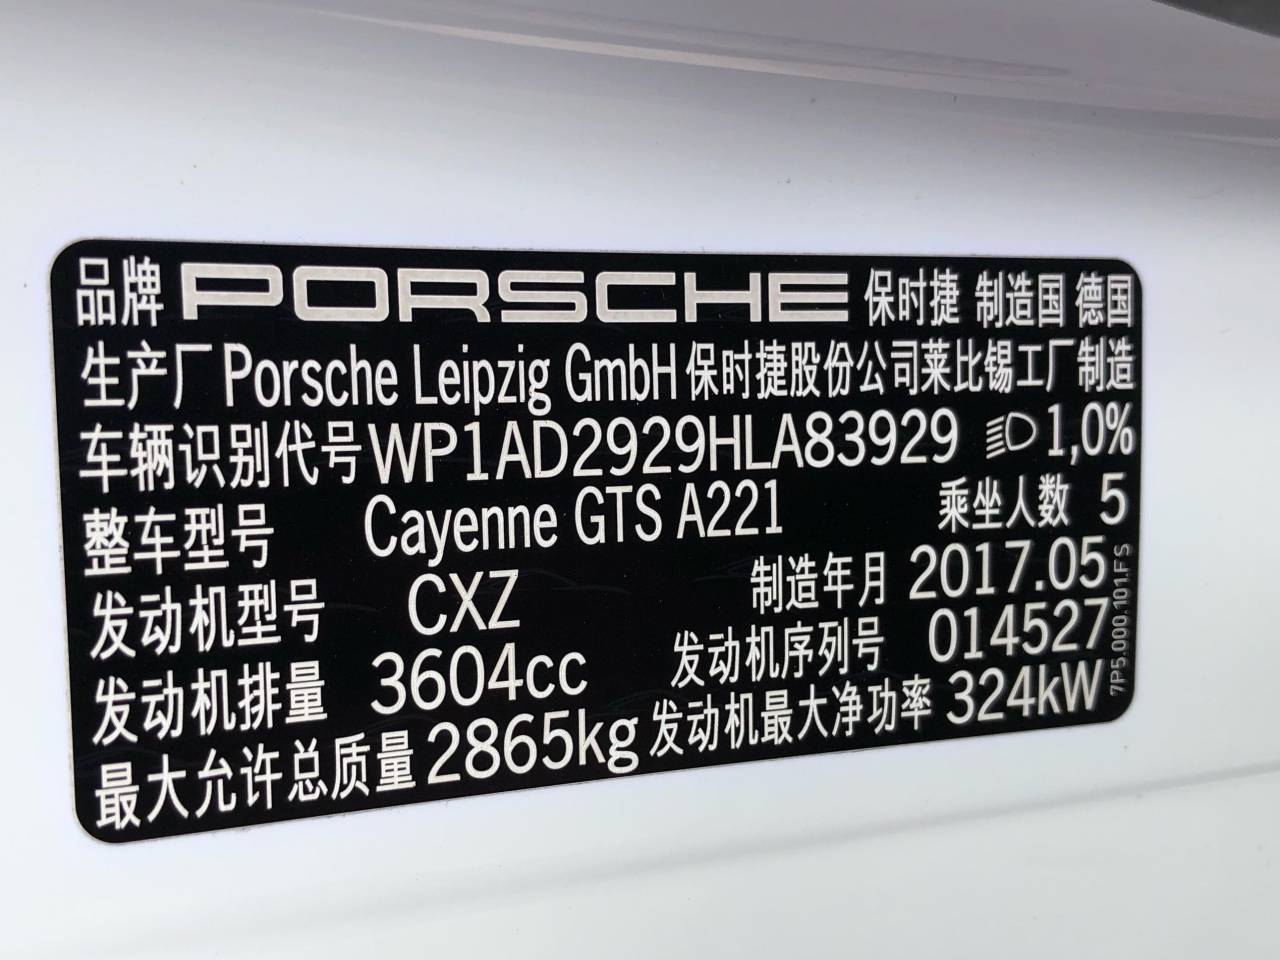 品牌 PORSCHE 保时捷 制造国 德国
生产厂 Porsche Leipzig GmbH 保时捷股份公司莱比锡工厂制造
车辆识别代号 WP1AD2929HLA83929 1,0%
整车型号 Cayenne GTS A221 乘坐人数 5
发动机型号 CXZ 制造年月 2017.05
发动机排量 3604cc 发动机序列号 014527
最大允许总质量 2865kg 发动机最大净功率 324kW
7P5.000.101.FS